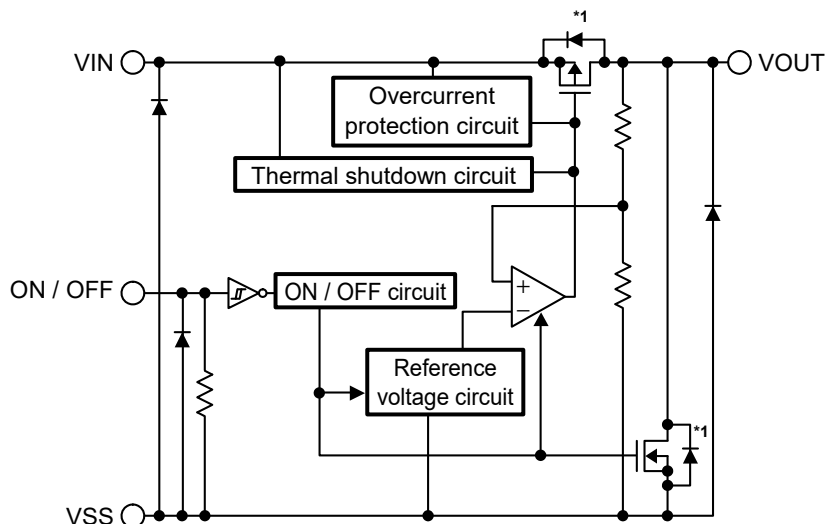 *1
VIN
VOUT
Overcurrent
protection circuit
Thermal shutdown circuit
ON / OFF
ON / OFF circuit
+
−
Reference
voltage circuit
*1
VSS